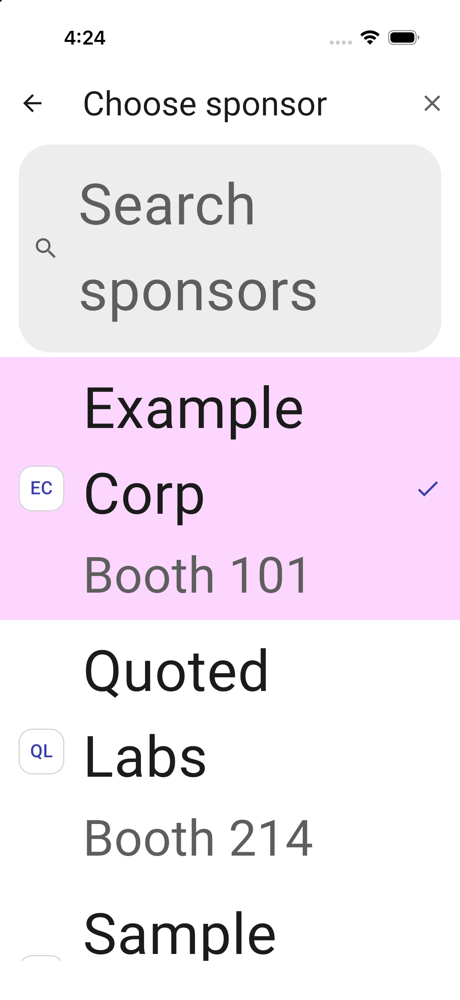 4:24
Choose sponsor
Search
sponsors
Example
Corp
EC
Booth 101
Quoted
Labs
QL
Booth 214
Sample